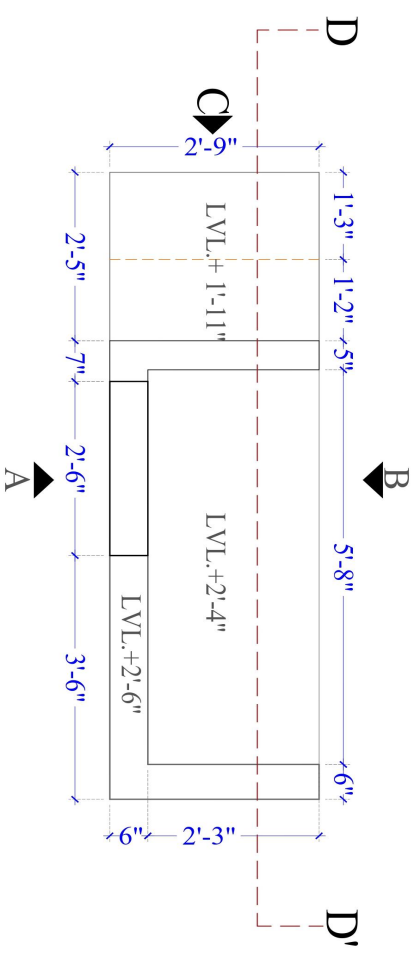 D
D'
C
2'-9"
1'-3"
1'-2"
5"
5'-8"
6"
B
LVL.+ 1'-11"
LVL.+2'-4"
LVL.+2'-6"
2'-5"
7"
2'-6"
3'-6"
A
6"
2'-3"